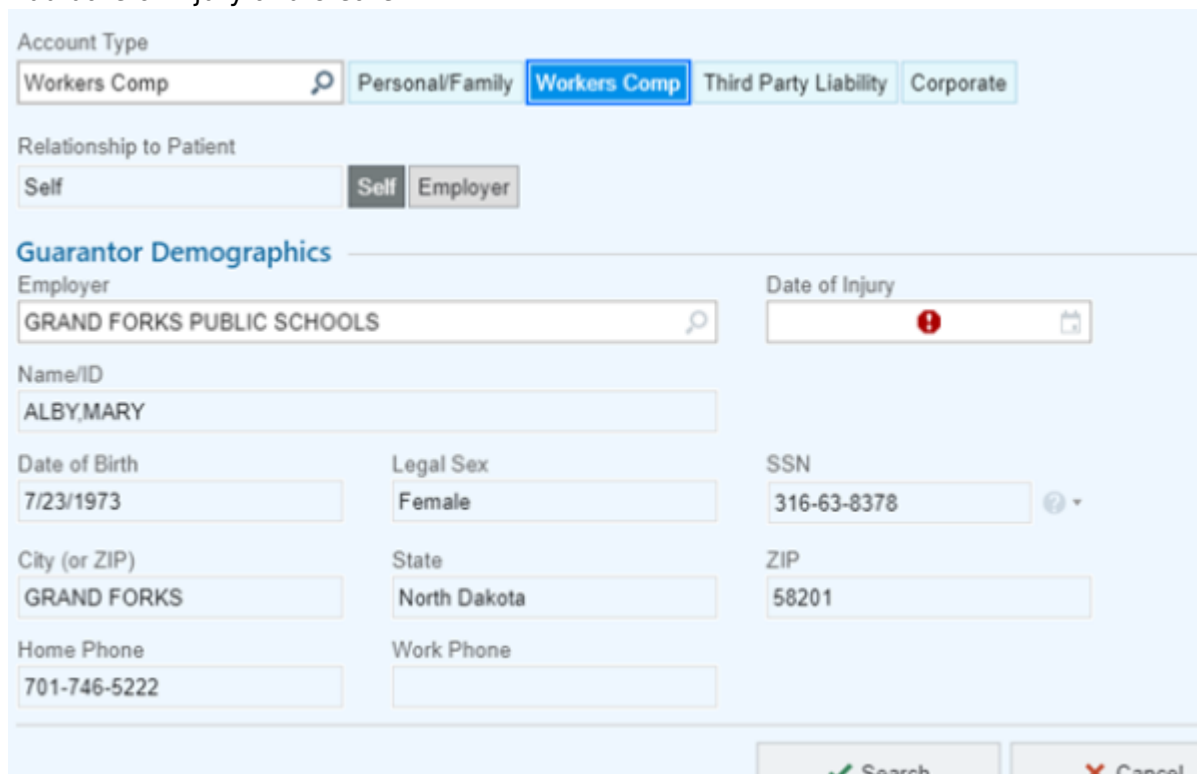 Account Type
Workers Comp Personal/Family Workers Comp Third Party Liability Corporate
Relationship to Patient
Self Self Employer
Guarantor Demographics
Employer Date of Injury
GRAND FORKS PUBLIC SCHOOLS
Name/ID
ALBY,MARY
Date of Birth Legal Sex SSN
7/23/1973 Female 316-63-8378
City (or ZIP) State ZIP
GRAND FORKS North Dakota 58201
Home Phone Work Phone
701-746-5222
Search Cancel